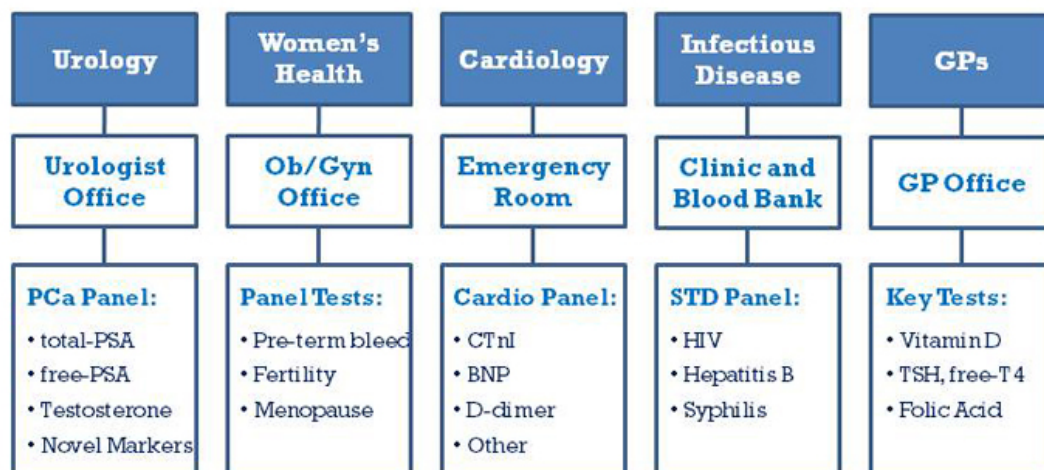 Urology
Women's
Health
Cardiology
Infectious
Disease
GPs
Urologist
Office
Ob/Gyn
Office
Emergency
Room
Clinic and
Blood Bank
GP Office
PCa Panel:
• total-PSA
• free-PSA
• Testosterone
• Novel Markers
Panel Tests:
• Pre-term bleed
• Fertility
• Menopause
Cardio Panel:
• CTnI
• BNP
• D-dimer
• Other
STD Panel:
• HIV
• Hepatitis B
• Syphilis
Key Tests:
• Vitamin D
• TSH, free-T4
• Folic Acid